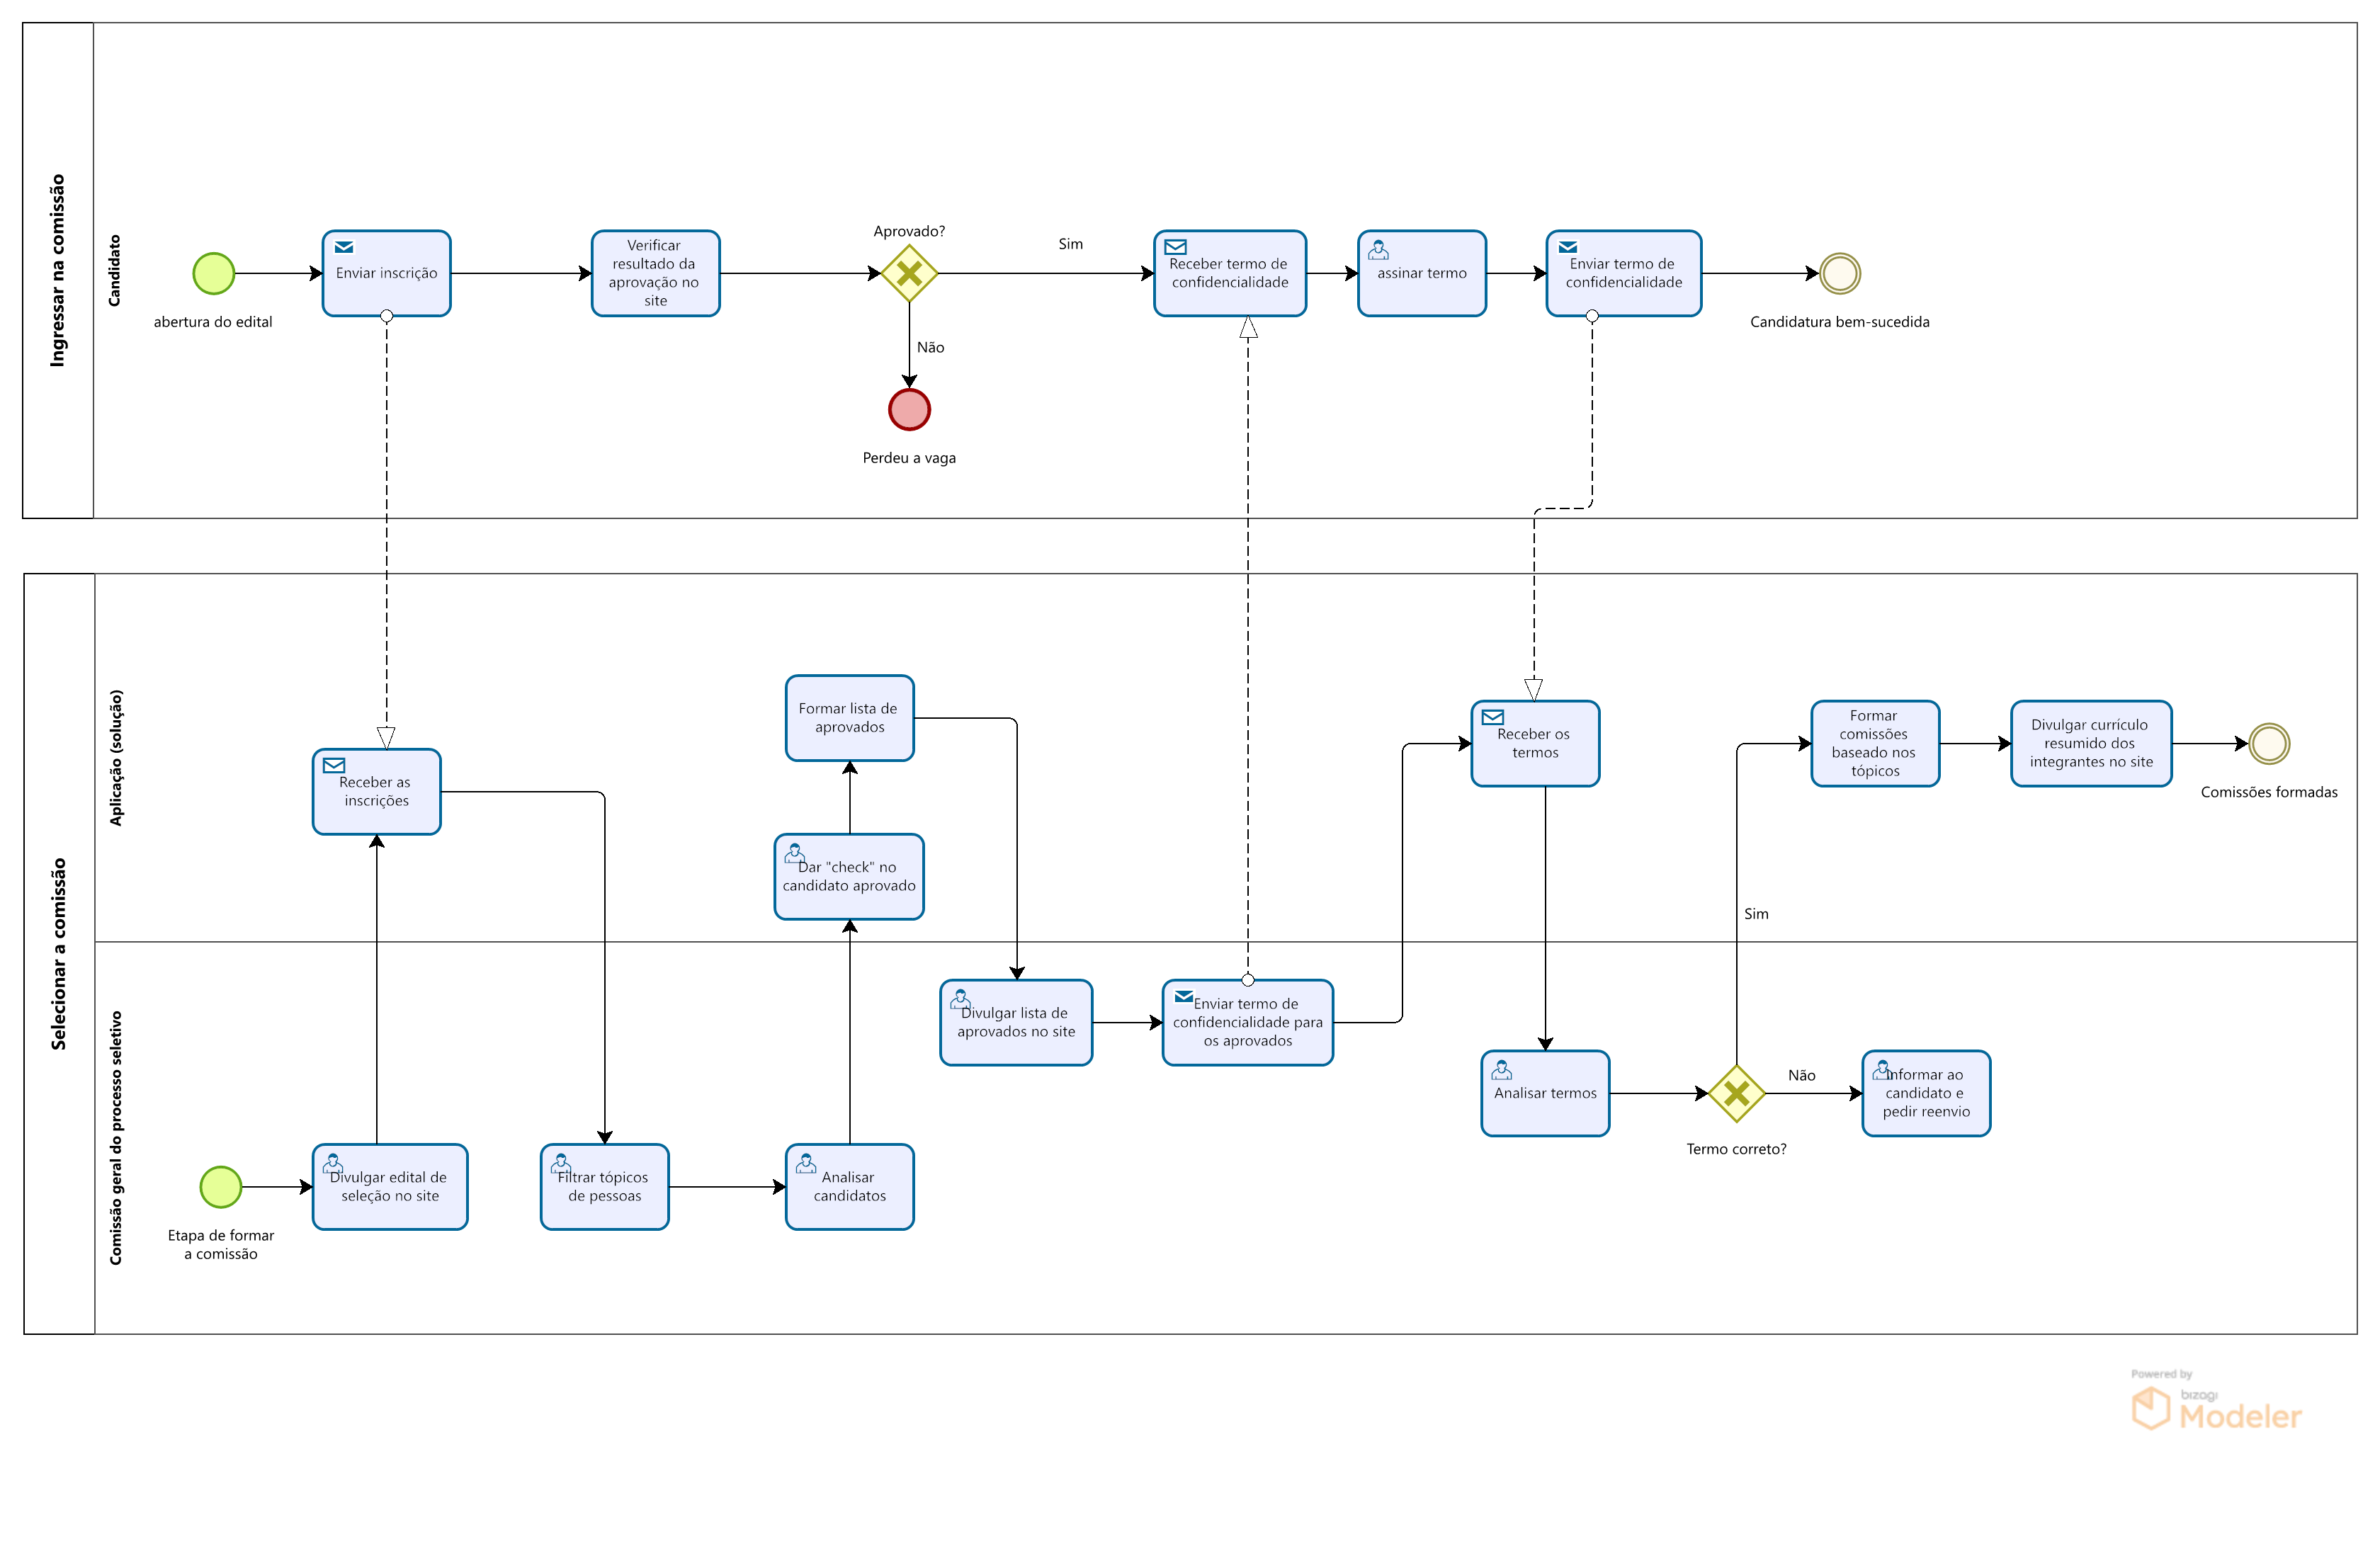 Ingressar na comissão
Candidato
abertura do edital
Enviar inscrição
Verificar
resultado da
aprovação no
site
Aprovado?
Sim
Não
Perdeu a vaga
Receber termo de
confidencialidade
assinar termo
Enviar termo de
confidencialidade
Candidatura bem-sucedida
Selecionar a comissão
Aplicação (solução)
Receber as
inscrições
Formar lista de
aprovados
Dar "check" no
candidato aprovado
Receber os
termos
Formar
comissões
baseado nos
tópicos
Divulgar currículo
resumido dos
integrantes no site
Comissões formadas
Sim
Comissão geral do processo seletivo
Etapa de formar
a comissão
Divulgar edital de
seleção no site
Filtrar tópicos
de pessoas
Analisar
candidatos
Divulgar lista de
aprovados no site
Enviar termo de
confidencialidade para
os aprovados
Analisar termos
Termo correto?
Não
Informar ao
candidato e
pedir reenvio
Powered by
bizagi
Modeler